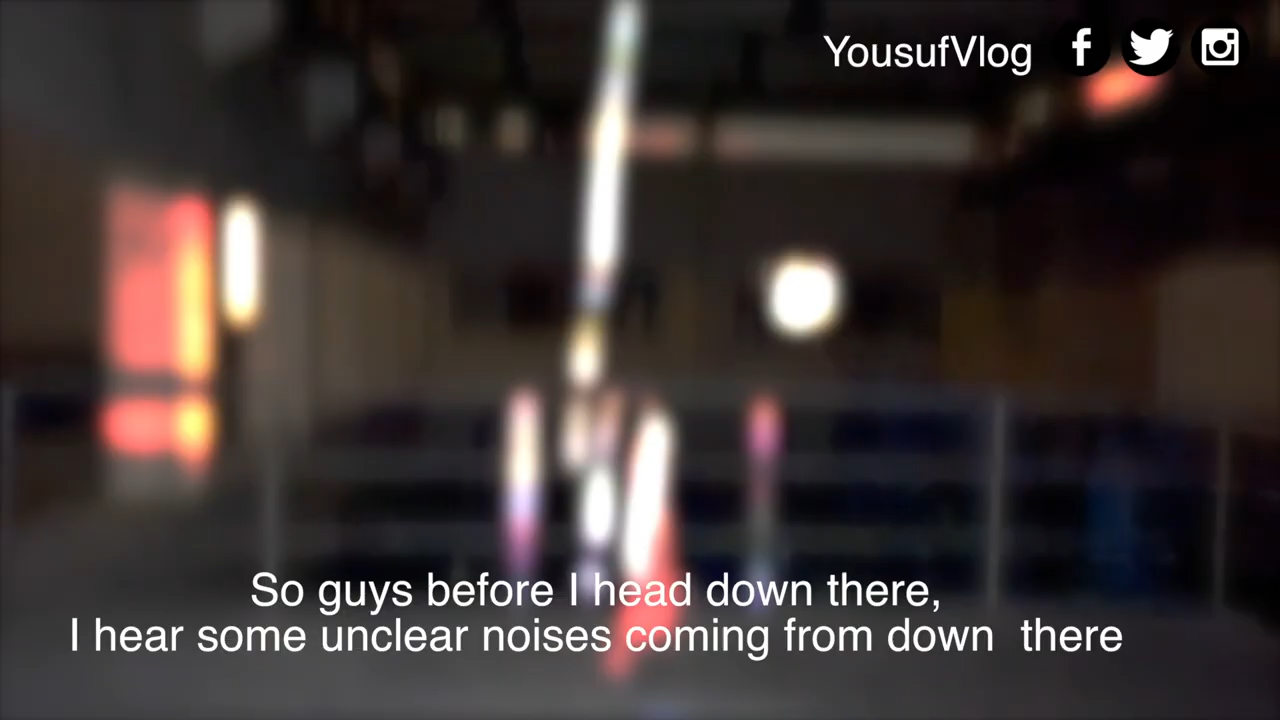 YousufVlog
So guys before I head down there,
I hear some unclear noises coming from down  there